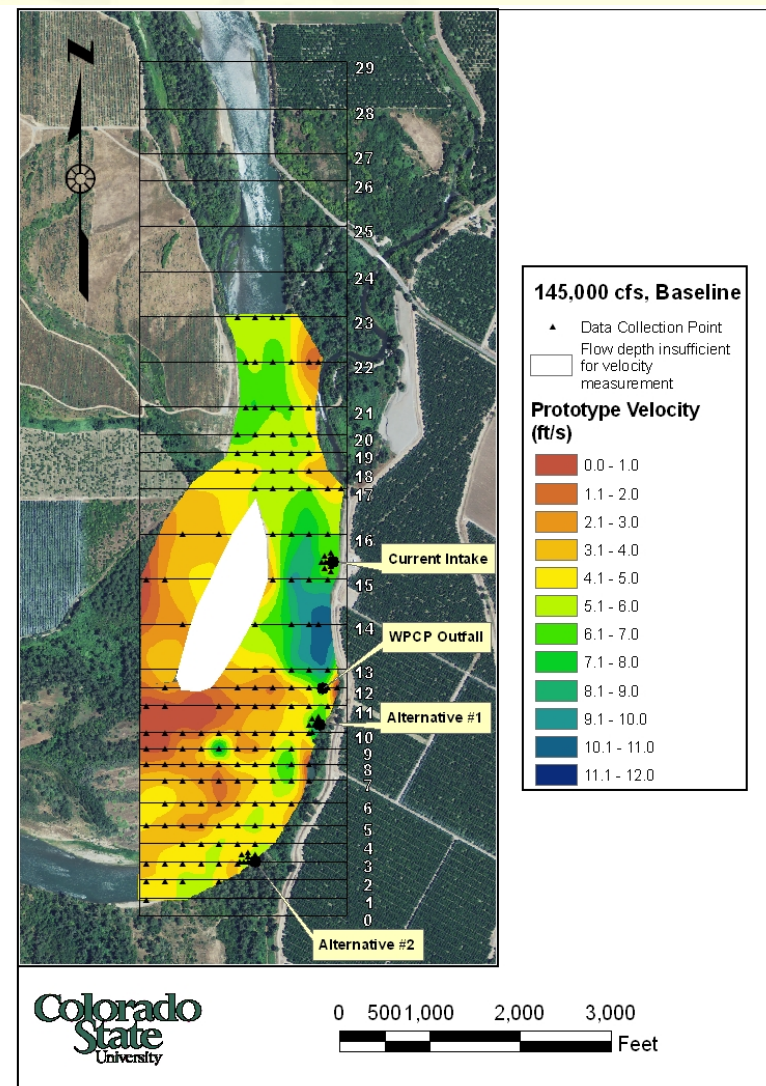 N
29
28
27
26
25
24
23
22
21
20
19
18
17
16
15
14
13
12
11
10
9
8
7
6
5
4
3
2
1
0
Current Intake
WPCP Outfall
Alternative #1
Alternative #2
145,000 cfs, Baseline
Data Collection Point
Flow depth insufficient
for velocity
measurement
Prototype Velocity
(ft/s)
0.0 - 1.0
1.1 - 2.0
2.1 - 3.0
3.1 - 4.0
4.1 - 5.0
5.1 - 6.0
6.1 - 7.0
7.1 - 8.0
8.1 - 9.0
9.1 - 10.0
10.1 - 11.0
11.1 - 12.0
Colorado
State
University
0 500 1,000 2,000 3,000
Feet